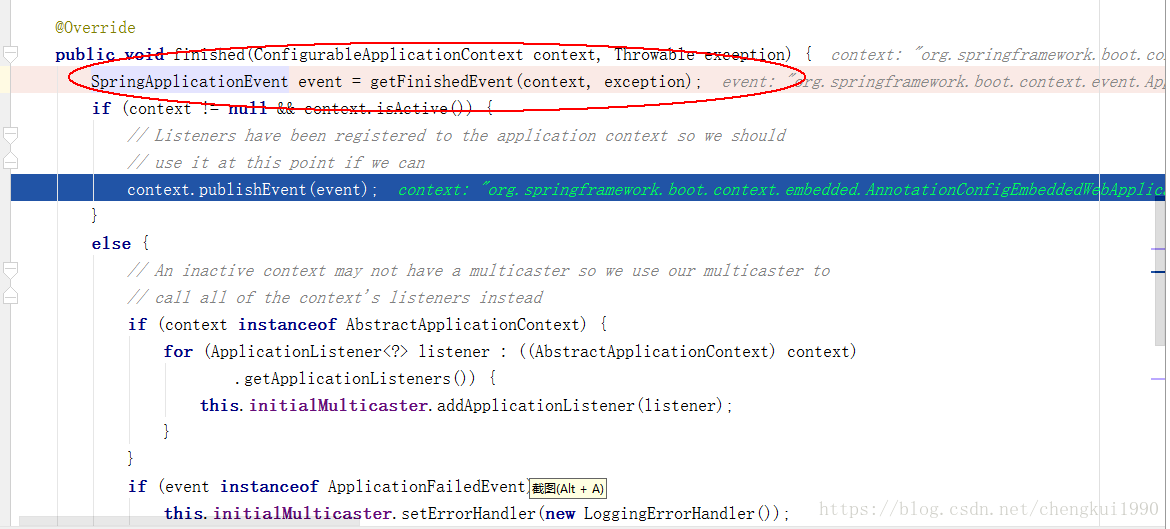 @Override
public void finished(ConfigurableApplicationContext context, Throwable exception) { context: "org.springframework.boot.co
SpringApplicationEvent event = getFinishedEvent(context, exception); event: "org.springframework.boot.context.event.App
if (context != null && context.isActive()) {
// Listeners have been registered to the application context so we should
// use it at this point if we can
context.publishEvent(event); context: "org.springframework.boot.context.embedded.AnnotationConfigEmbeddedWebApplica
}
else {
// An inactive context may not have a multicaster so we use our multicaster to
// call all of the context's listeners instead
if (context instanceof AbstractApplicationContext) {
for (ApplicationListener<?> listener : ((AbstractApplicationContext) context)
.getApplicationListeners()) {
this.initialMulticaster.addApplicationListener(listener);
}
}
if (event instanceof ApplicationFailedEvent) 截图(Alt + A)
this.initialMulticaster.setErrorHandler(new LoggingErrorHandler());
https://blog.csdn.net/chengkui1990